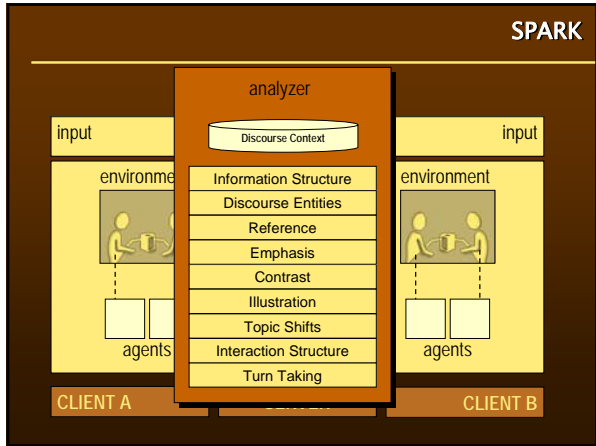 SPARK
analyzer
Discourse Context
input
input
environme
environment
Information Structure
Discourse Entities
Reference
Emphasis
Contrast
Illustration
Topic Shifts
Interaction Structure
Turn Taking
agents
agents
CLIENT A
CLIENT B